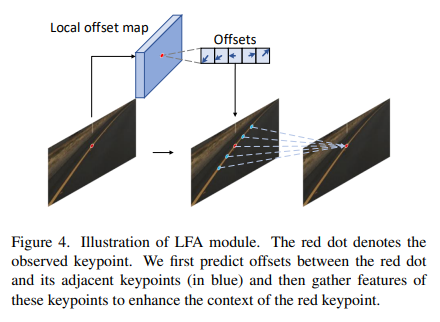 Local offset map
Offsets
Figure 4. Illustration of LFA module. The red dot denotes the
observed keypoint. We first predict offsets between the red dot
and its adjacent keypoints (in blue) and then gather features of
these keypoints to enhance the context of the red keypoint.